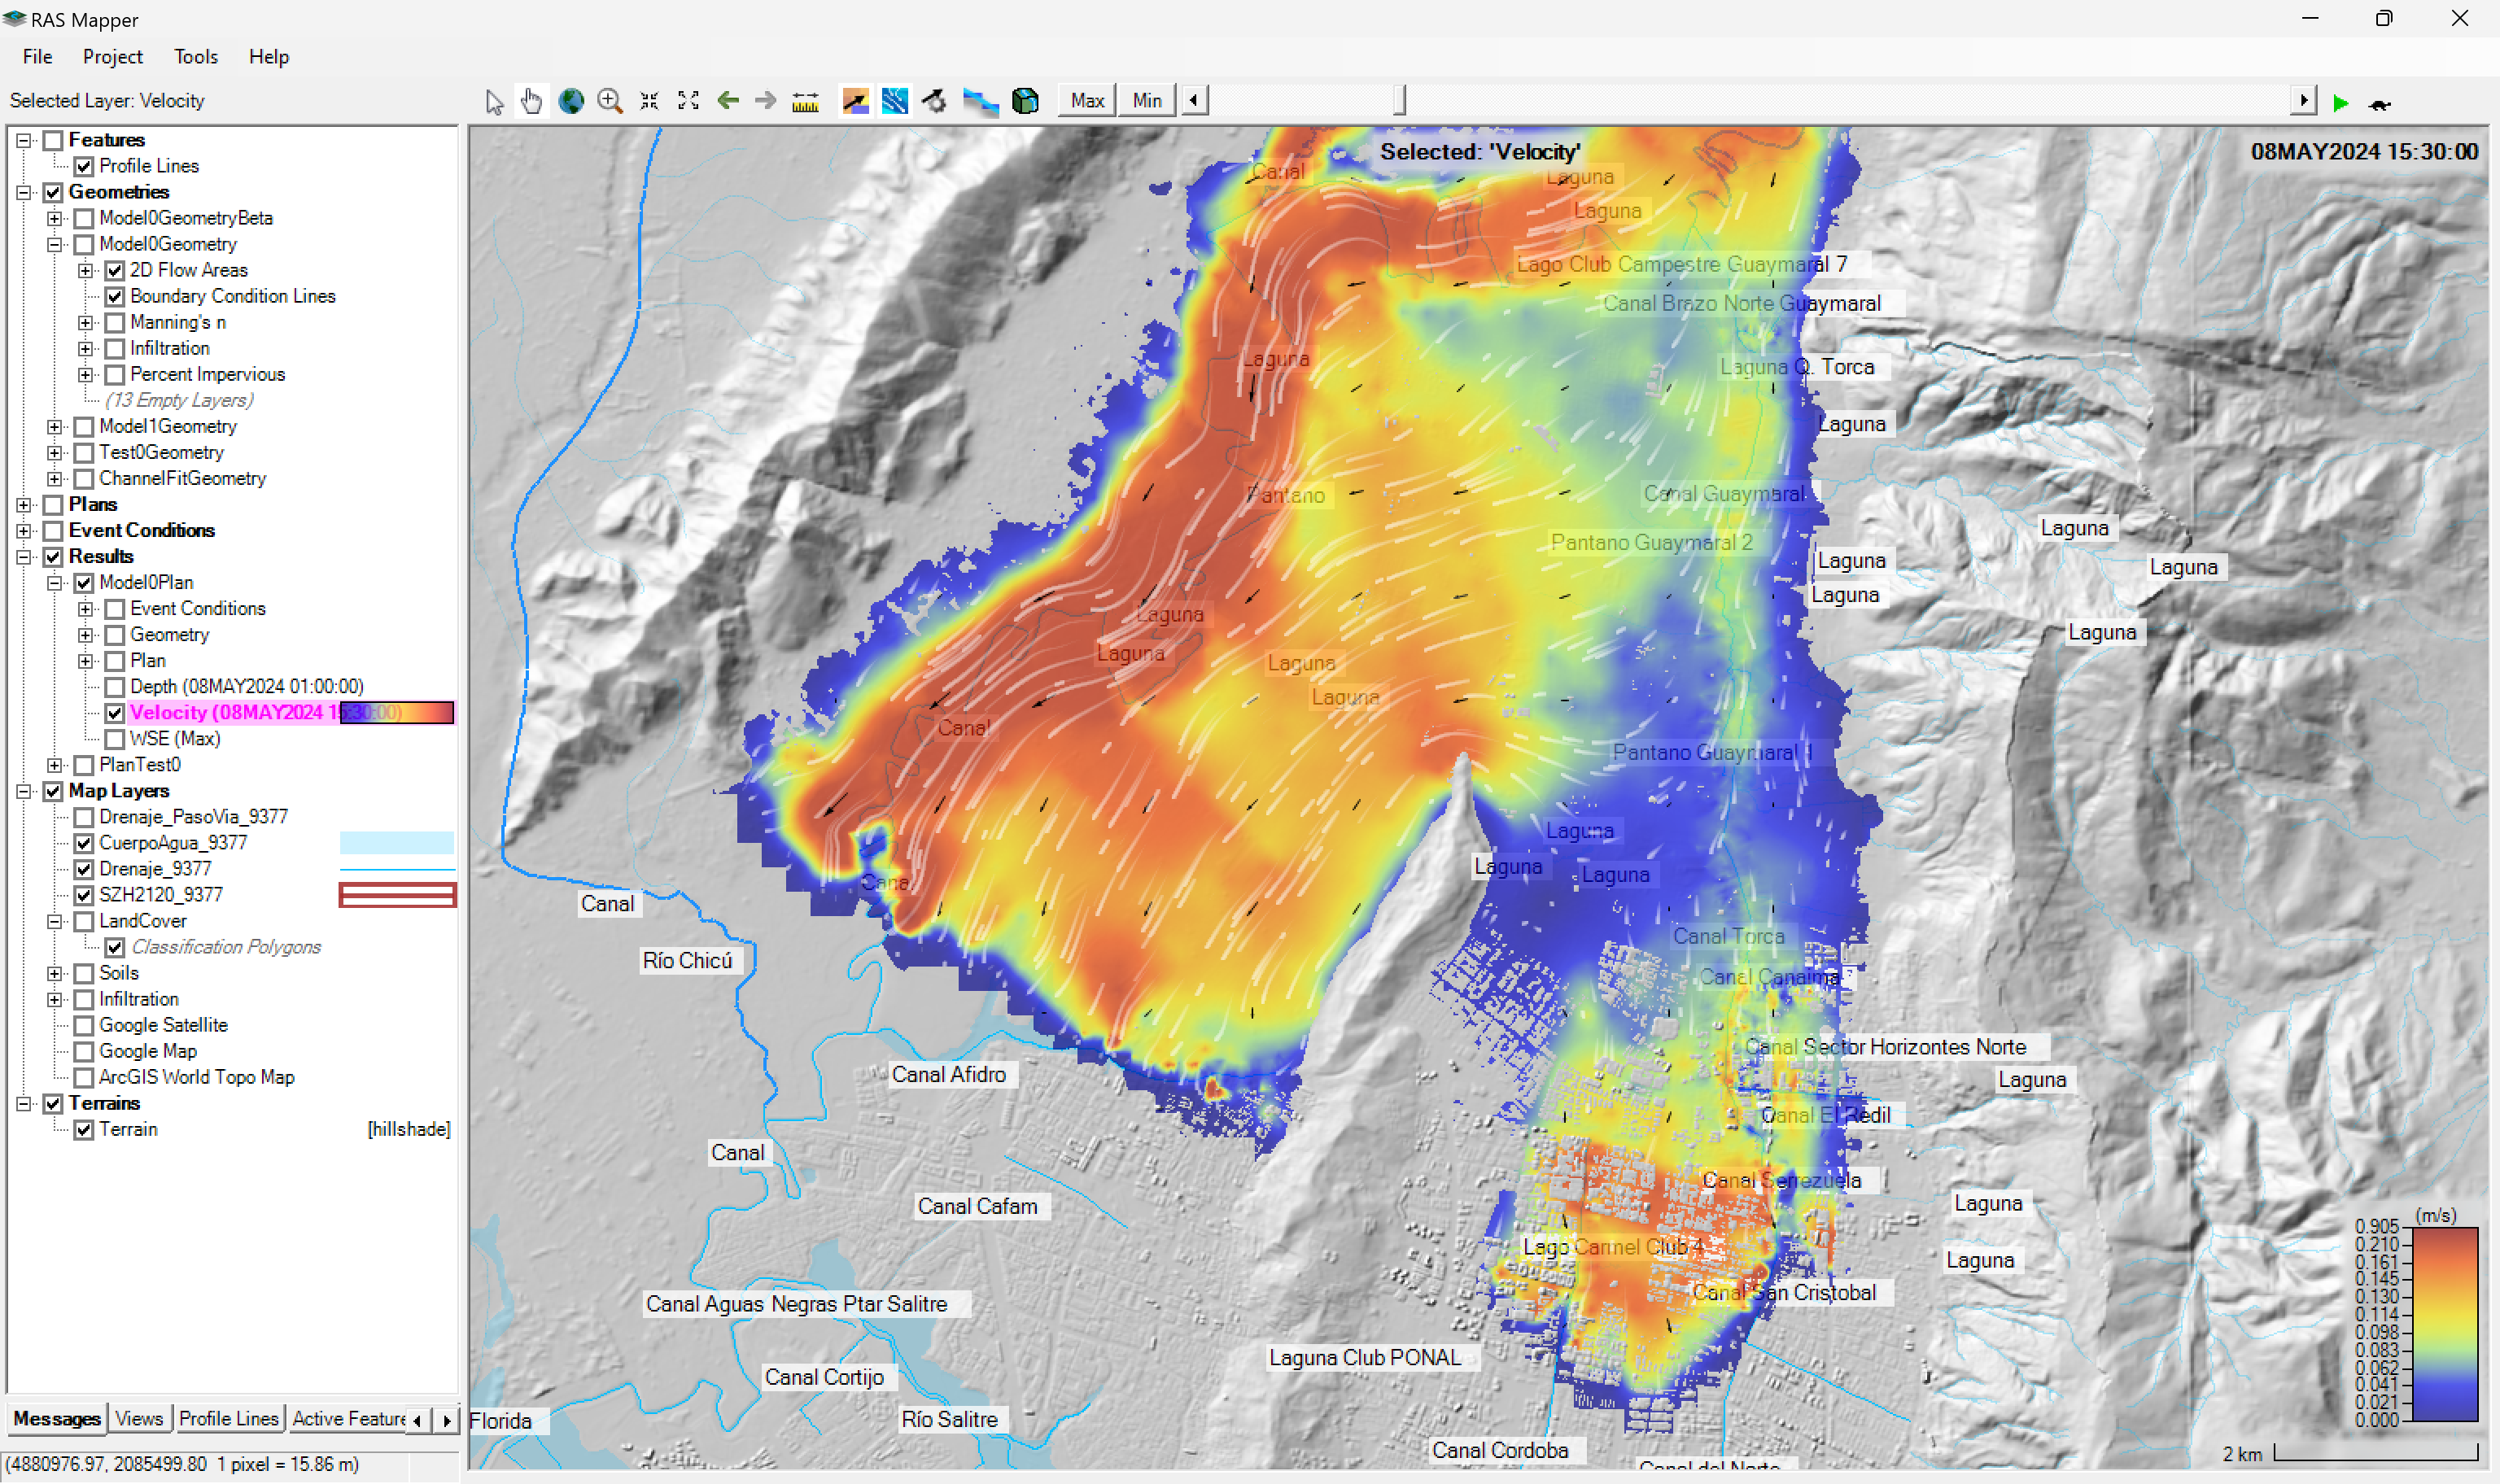 RAS Mapper
File Project Tools Help
Selected Layer: Velocity
Max Min
Features
Profile Lines
Geometries
Model0GeometryBeta
Model0Geometry
2D Flow Areas
Boundary Condition Lines
Manning's n
Infiltration
Percent Impervious
(13 Empty Layers)
Model1Geometry
Test0Geometry
ChannelFitGeometry
Plans
Event Conditions
Results
Model0Plan
Event Conditions
Geometry
Plan
Depth (08MAY2024 01:00:00)
Velocity (08MAY2024 15:30:00)
WSE (Max)
PlanTest0
Map Layers
Drenaje_PasoVia_9377
CuerpoAgua_9377
Drenaje_9377
SZH2120_9377
LandCover
Classification Polygons
Soils
Infiltration
Google Satellite
Google Map
ArcGIS World Topo Map
Terrains
Terrain [hillshade]
Messages Views Profile Lines Active Feature
(4880976.97, 2085499.80 1 pixel = 15.86 m)
Selected: 'Velocity'
08MAY2024 15:30:00
Canal
Laguna
Laguna
Lago Club Campestre Guaymaral 7
Canal Brazo Norte Guaymaral
Laguna
Laguna Q. Torca
Laguna
Pantano
Canal Guaymaral
Laguna
Pantano Guaymaral 2
Laguna
Laguna
Laguna
Laguna
Laguna
Laguna
Laguna
Laguna
Canal
Pantano Guaymaral 1
Laguna
Laguna
Laguna
Canal
Canal
Canal Torca
Río Chicú
Canal Canaima
Canal Sector Horizontes Norte
Canal Afidro
Laguna
Canal El Redil
Canal
Canal Serrezuela
Canal Cafam
Laguna
Lago Carmel Club 4
Laguna
Canal San Cristobal
Canal Aguas Negras Ptar Salitre
Laguna Club PONAL
Canal Cortijo
Florida
Río Salitre
Canal Cordoba
Canal del Norte
(m/s)
0.905
0.210
0.161
0.145
0.130
0.114
0.098
0.083
0.062
0.041
0.021
0.000
2 km